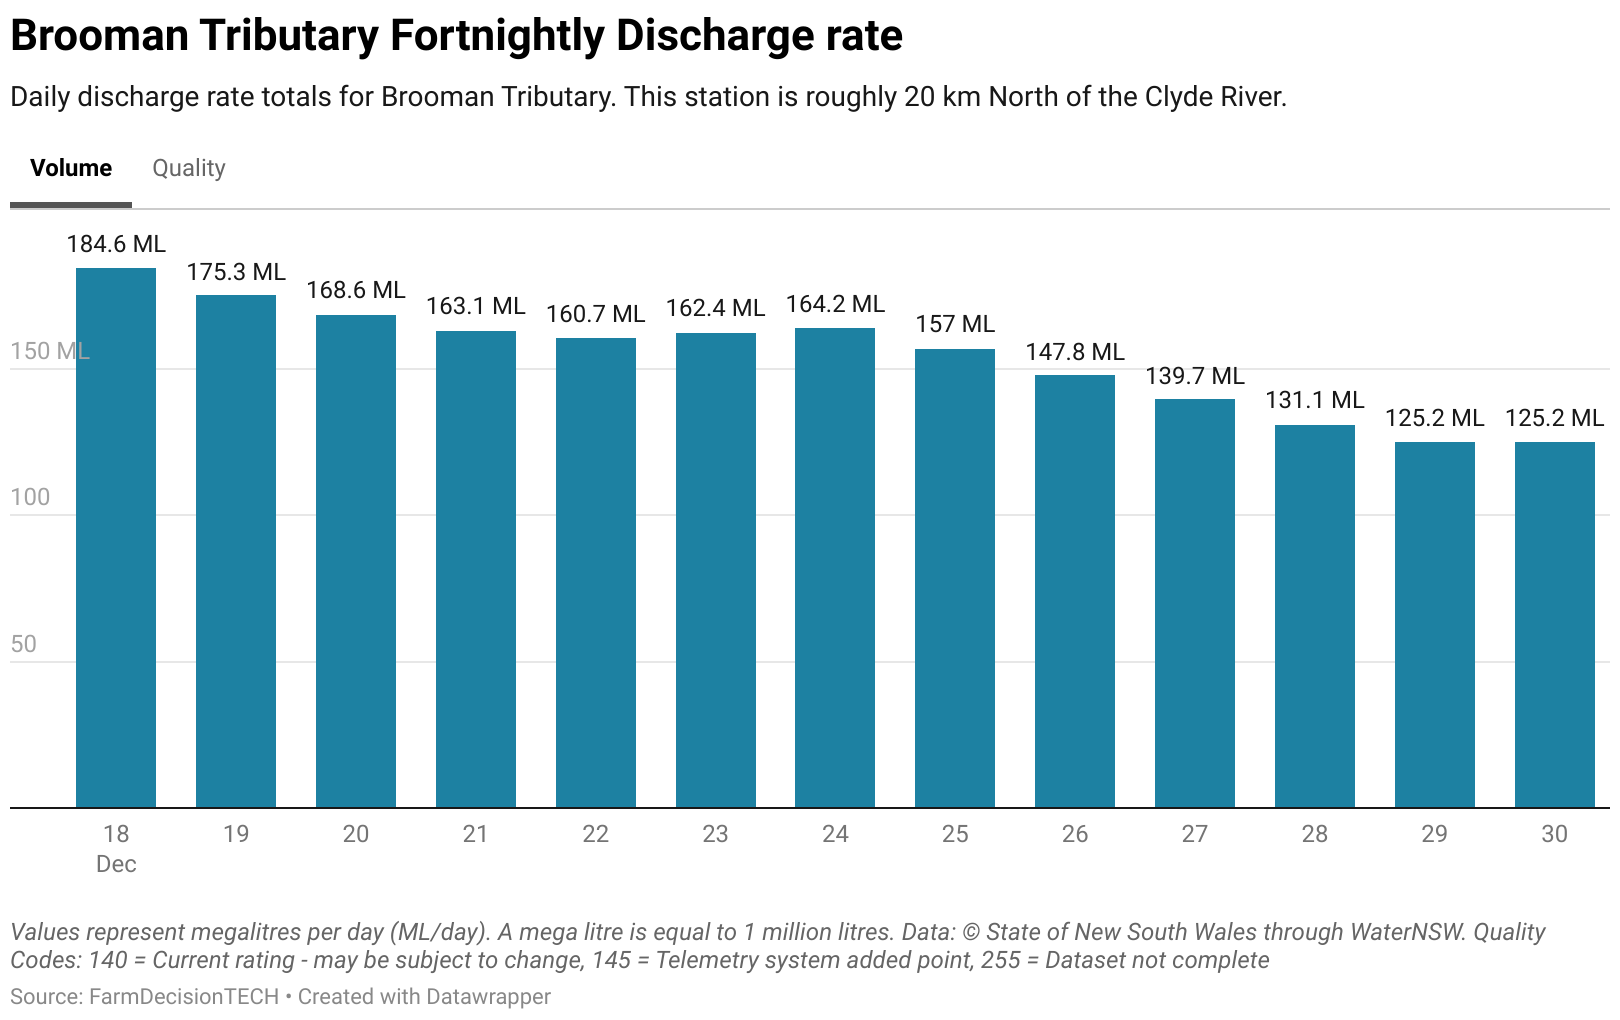 Brooman Tributary Fortnightly Discharge rate
Daily discharge rate totals for Brooman Tributary. This station is roughly 20 km North of the Clyde River.
Volume Quality
184.6 ML 175.3 ML 168.6 ML 163.1 ML 160.7 ML 162.4 ML 164.2 ML 157 ML 147.8 ML 139.7 ML 131.1 ML 125.2 ML 125.2 ML
150 ML
100
50
18 19 20 21 22 23 24 25 26 27 28 29 30
Dec
Values represent megalitres per day (ML/day). A mega litre is equal to 1 million litres. Data: © State of New South Wales through WaterNSW. Quality
Codes: 140 = Current rating - may be subject to change, 145 = Telemetry system added point, 255 = Dataset not complete
Source: FarmDecisionTECH • Created with Datawrapper